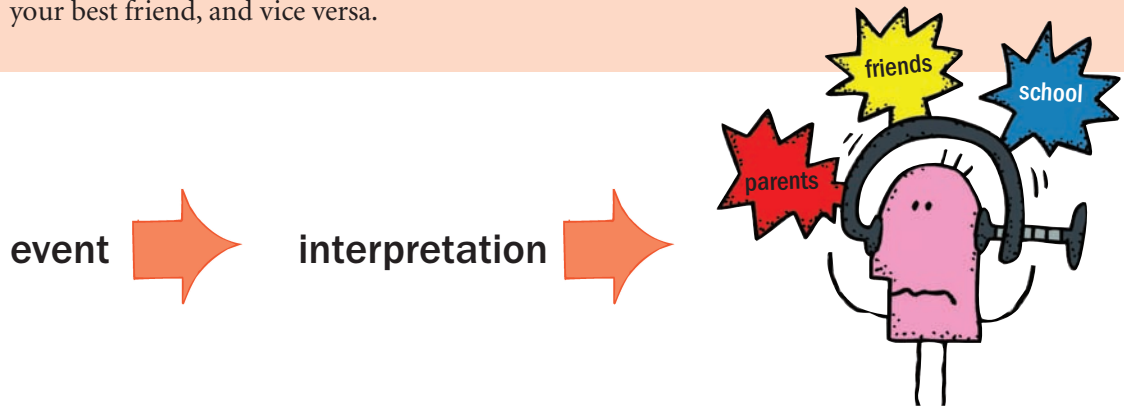 your best friend, and vice versa.
friends
school
parents
event
interpretation